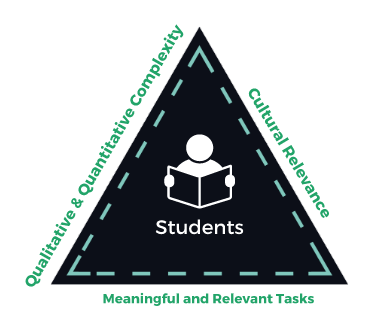 Qualitative & Quantitative Complexity
Cultural Relevance
Students
Meaningful and Relevant Tasks